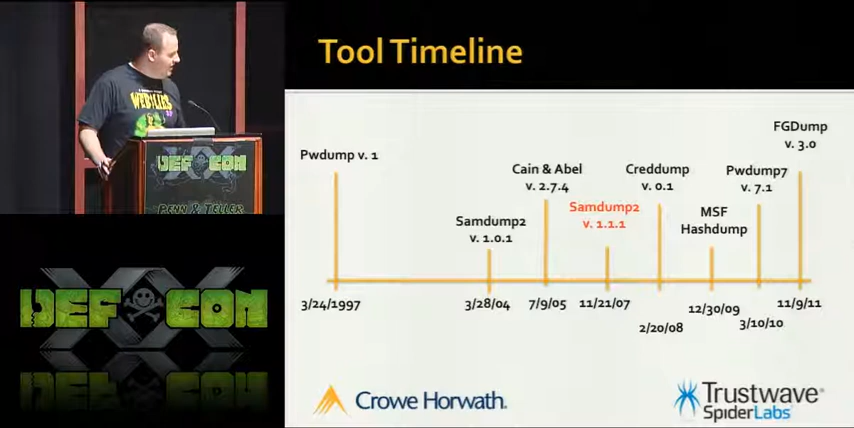 Tool Timeline
Pwdump v. 1
Samdump2
v. 1.0.1
Cain & Abel
v. 2.7.4
Samdump2
v. 1.1.1
Creddump
v. 0.1
MSF
Hashdump
Pwdump7
v. 7.1
FGDump
v. 3.0
3/24/1997
3/28/04
7/9/05
11/21/07
2/20/08
12/30/09
3/10/10
11/9/11
Crowe Horwath.
Trustwave®
SpiderLabs®
DEF CON
PENN & TELLER
XX
DEF CON